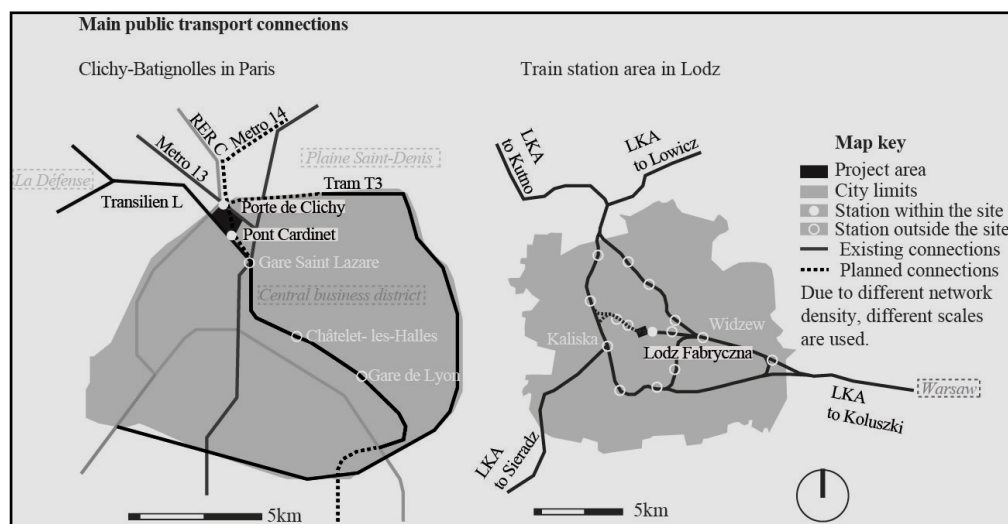 Main public transport connections
Clichy-Batignolles in Paris
Train station area in Lodz
RER C
Metro 14
Metro 13
Plaine Saint-Denis
La Défense
Tram T3
Transilien L
Porte de Clichy
Pont Cardinet
Gare Saint Lazare
Central business district
Châtelet- les-Halles
Gare de Lyon
5km
LKA
to Kutno
LKA
to Lowicz
Kaliska
Widzew
Lodz Fabryczna
Warsaw
LKA
to Koluszki
LKA
to Sieradz
5km
Map key
Project area
City limits
Station within the site
Station outside the site
Existing connections
Planned connections
Due to different network
density, different scales
are used.